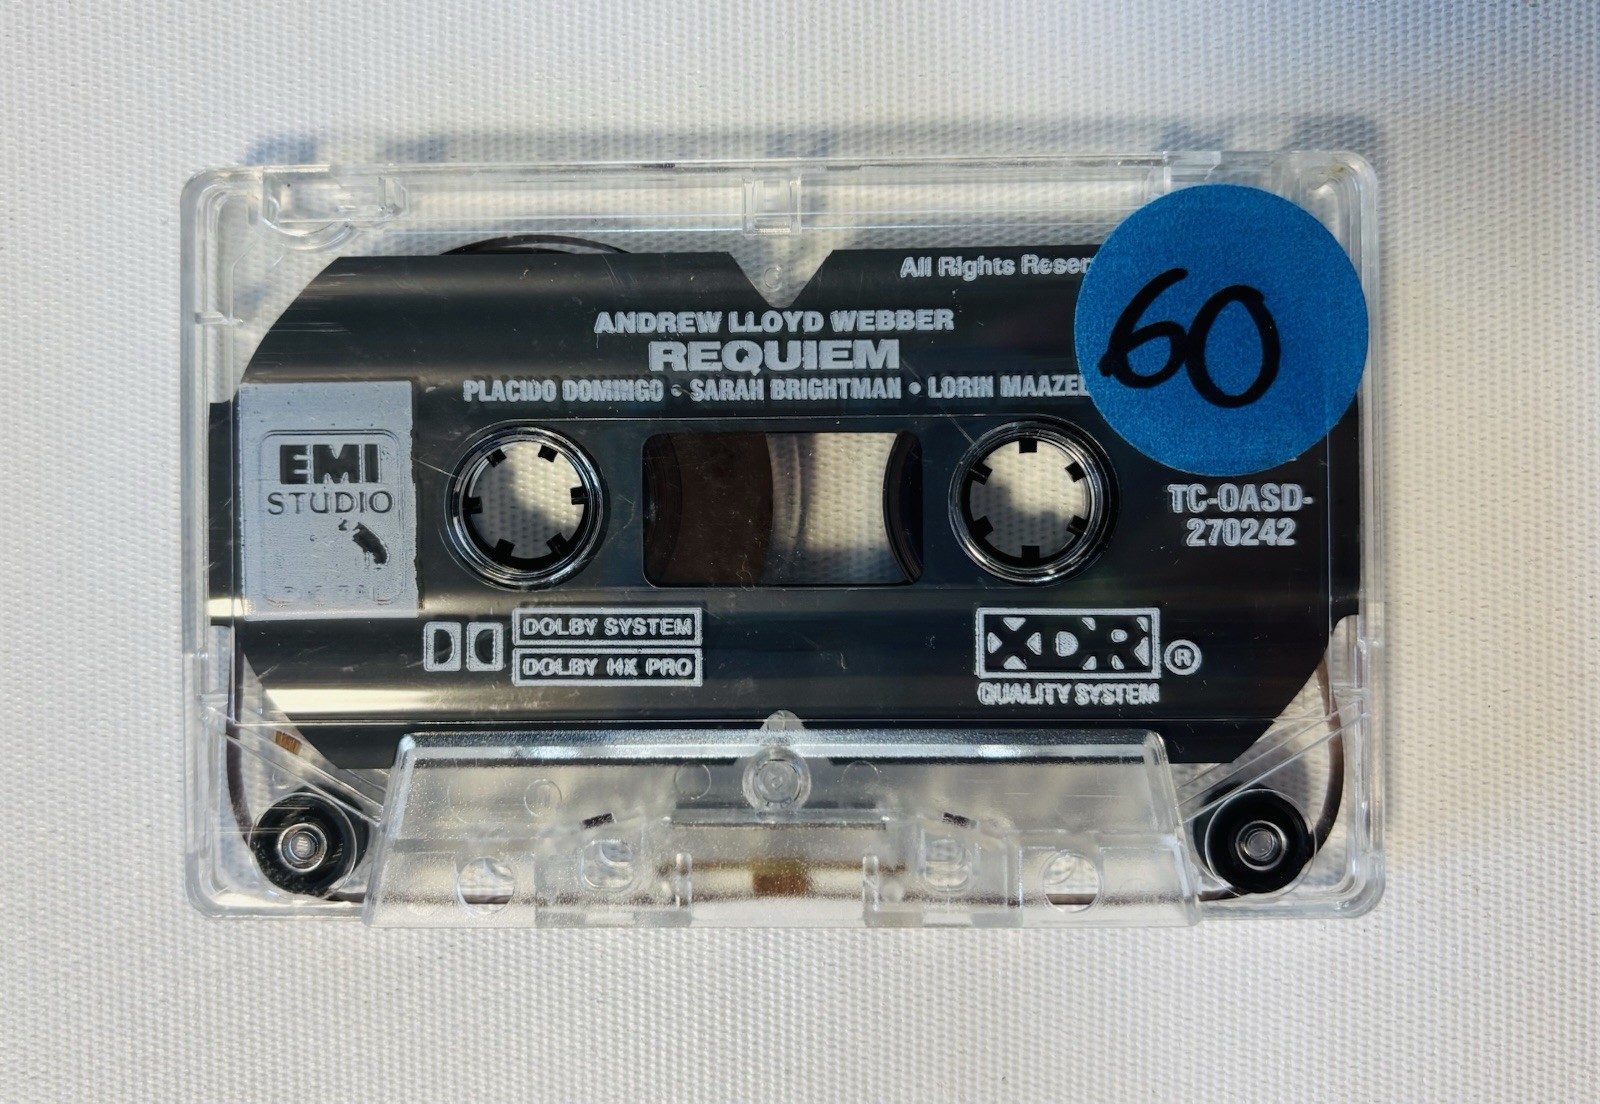 All Rights Reser
60
ANDREW LLOYD WEBBER
REQUIEM
PLACIDO DOMINGO • SARAH BRIGHTMAN • LORIN MAAZEL
EMI
STUDIO
TC-OASD-
270242
DOLBY SYSTEM
DOLBY HX PRO
XDR ®
QUALITY SYSTEM